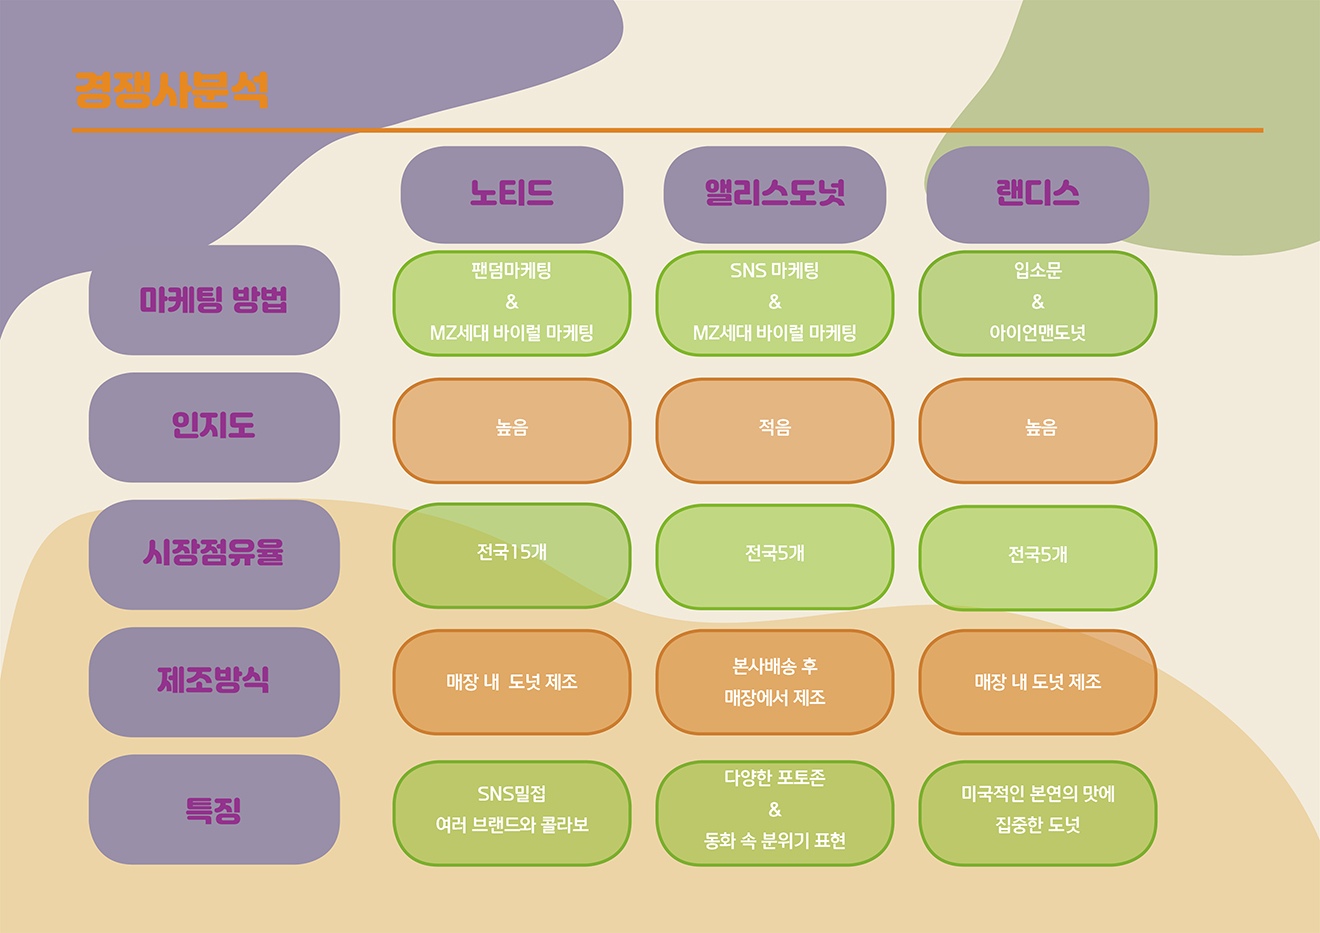 경쟁사분석
노티드
앨리스도넛
랜디스
마케팅 방법
팬덤마케팅
&
MZ세대 바이럴 마케팅
SNS 마케팅
&
MZ세대 바이럴 마케팅
입소문
&
아이언맨도넛
인지도
높음
적음
높음
시장점유율
전국15개
전국5개
전국5개
제조방식
매장 내  도넛 제조
본사배송 후
매장에서 제조
매장 내 도넛 제조
특징
SNS밀접
여러 브랜드와 콜라보
다양한 포토존
&
동화 속 분위기 표현
미국적인 본연의 맛에
집중한 도넛